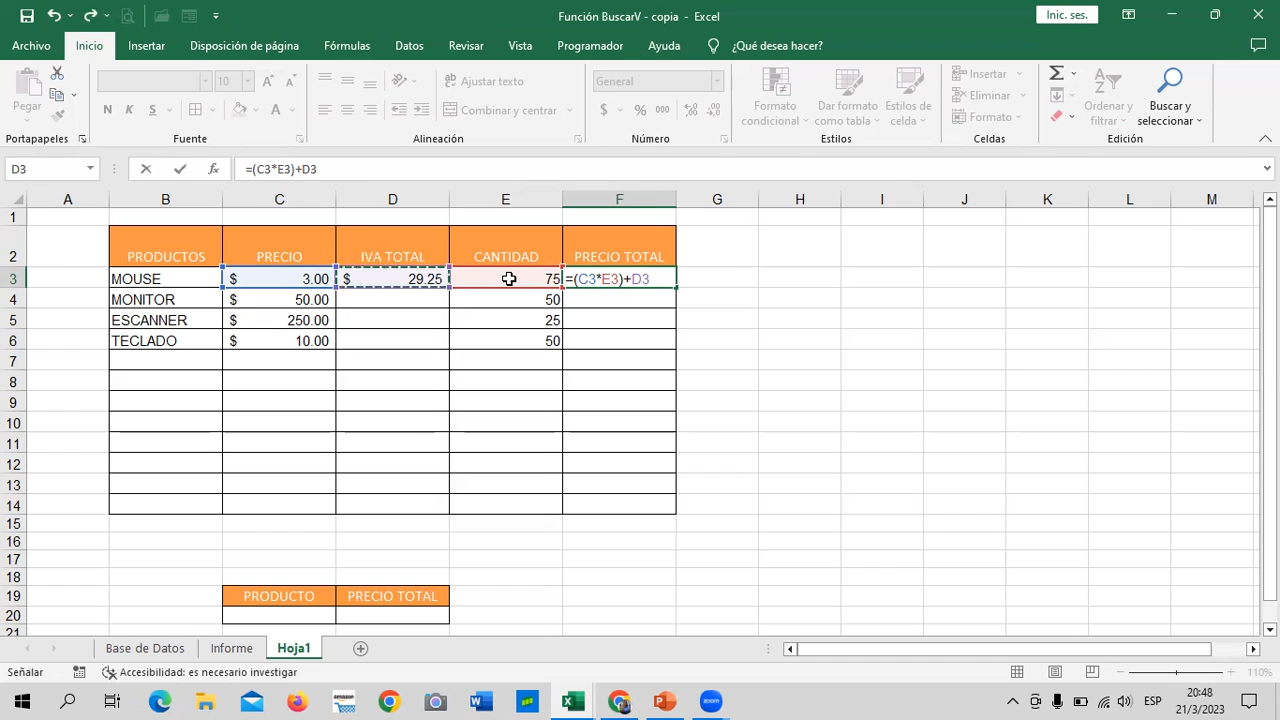 Función BuscarV - copia - Excel
Inic. ses.
Archivo Inicio Insertar Disposición de página Fórmulas Datos Revisar Vista Programador Ayuda ¿Qué desea hacer?
Pegar
10
Ajustar texto
General
Formato condicional
Dar formato como tabla
Estilos de celda
Insertar
Eliminar
Formato
Ordenar y filtrar
Buscar y seleccionar
N K S
Combinar y centrar
$ % 000
Portapapeles Fuente Alineación Número Estilos Celdas Edición
D3 fx =(C3*E3)+D3
A B C D E F G H I J K L M
1
2 PRODUCTOS PRECIO IVA TOTAL CANTIDAD PRECIO TOTAL
3 MOUSE $ 3.00 $ 29.25 75 =(C3*E3)+D3
4 MONITOR $ 50.00 50
5 ESCANNER $ 250.00 25
6 TECLADO $ 10.00 50
7
8
9
10
11
12
13
14
15
16
17
18
19 PRODUCTO PRECIO TOTAL
20
21
Base de Datos Informe Hoja1
Señalar Accesibilidad: es necesario investigar 110%
ESP 20:48
21/3/2023